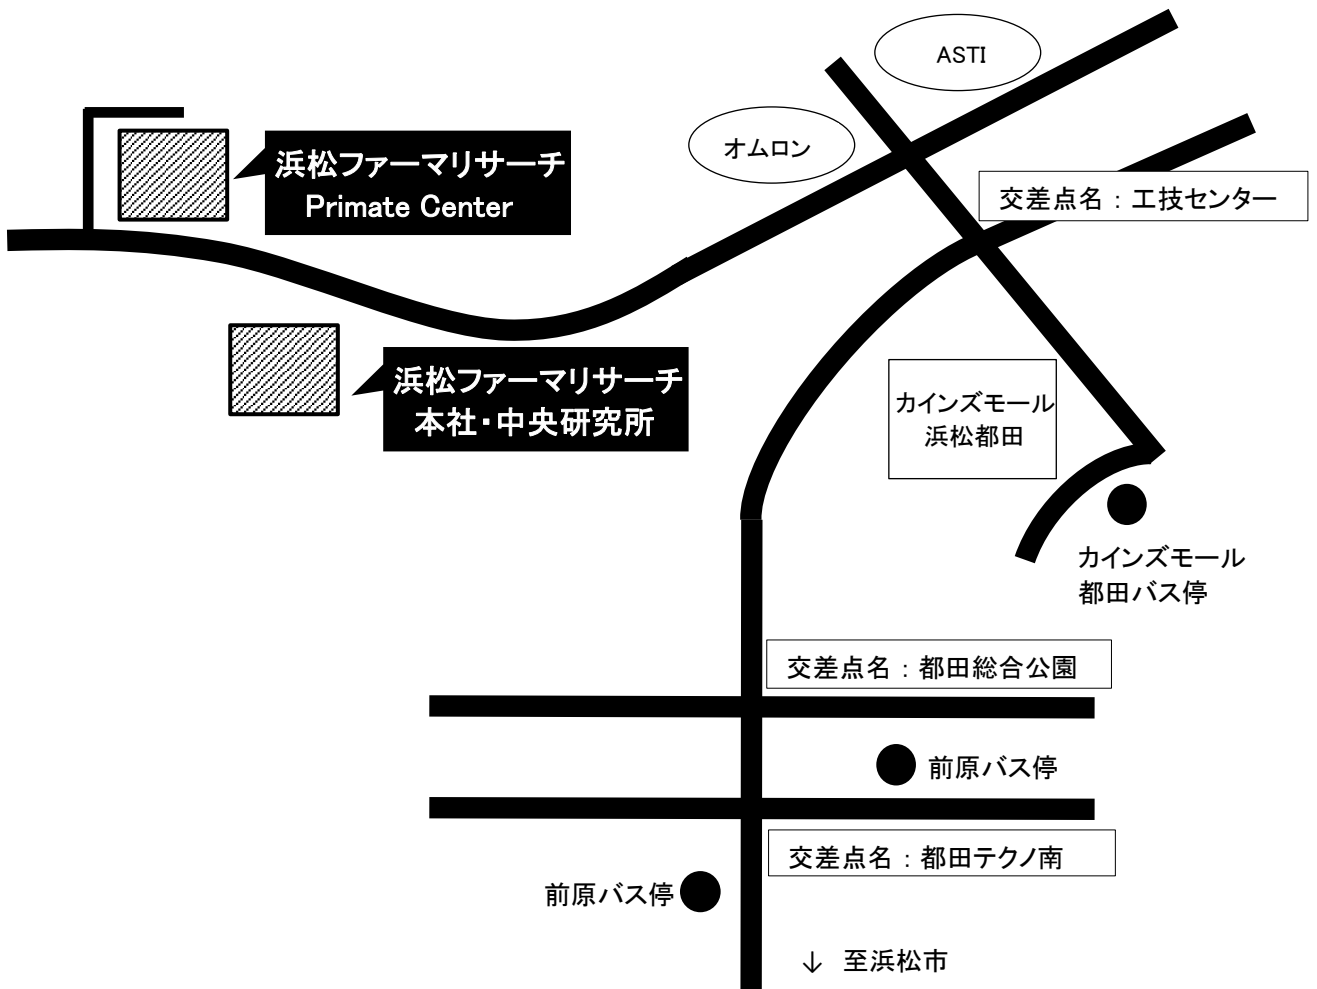 ASTI
オムロン
浜松ファーマリサーチ
Primate Center
交差点名：工技センター
浜松ファーマリサーチ
本社・中央研究所
カインズモール
浜松都田
カインズモール
都田バス停
交差点名：都田総合公園
前原バス停
交差点名：都田テクノ南
前原バス停
↓ 至浜松市